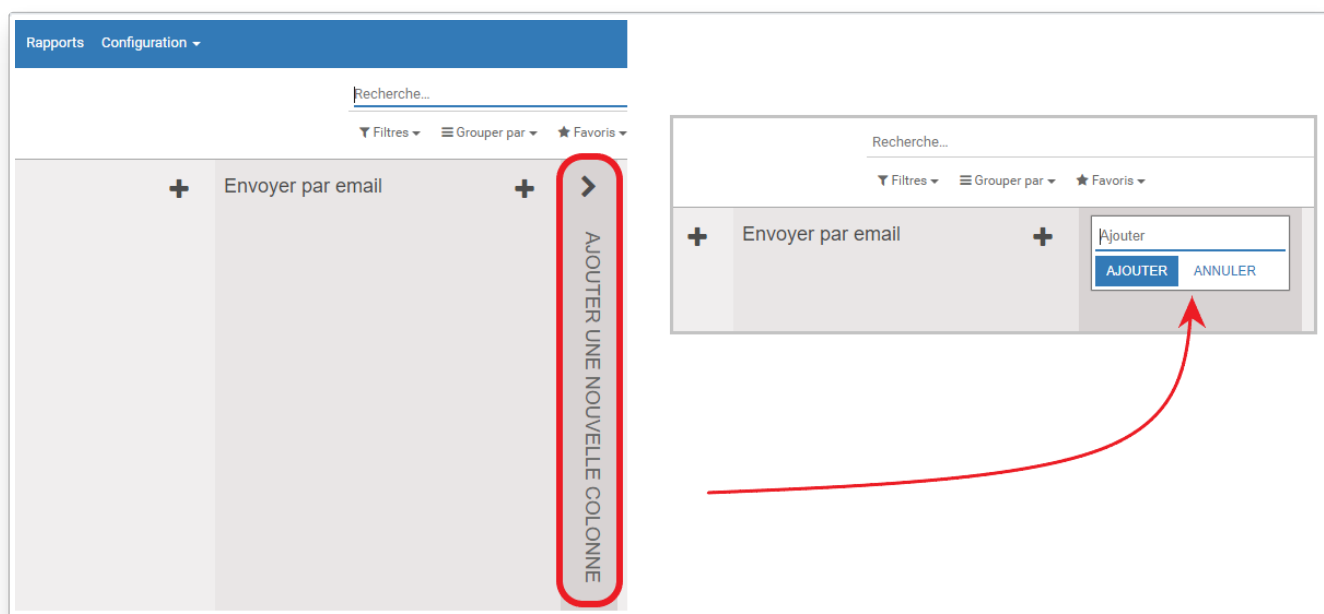 Rapports Configuration
Recherche...
Filtres Grouper par Favoris
Envoyer par email
AJOUTER UNE NOUVELLE COLONNE
Recherche...
Filtres Grouper par Favoris
Envoyer par email
Ajouter
AJOUTER ANNULER